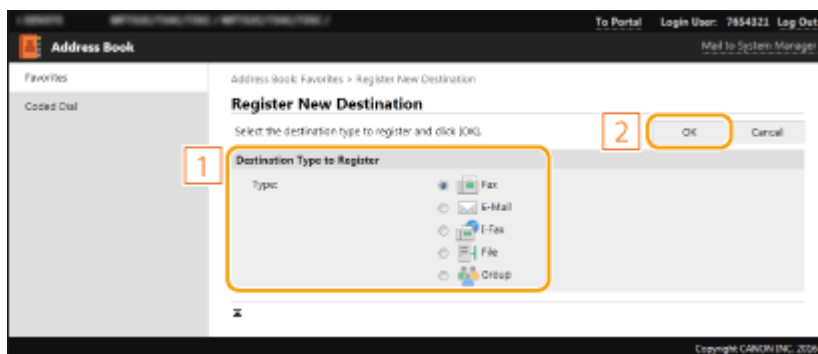 To Portal Login User: 7654321 Log Out
Address Book
Mail to System Manager
Favorites
Coded Dial
Address Book: Favorites > Register New Destination
Register New Destination
Select the destination type to register and click [OK].
2
OK
Cancel
1
Destination Type to Register
Type:
Fax
E-Mail
I-Fax
File
Group
Copyright CANON INC. 2016